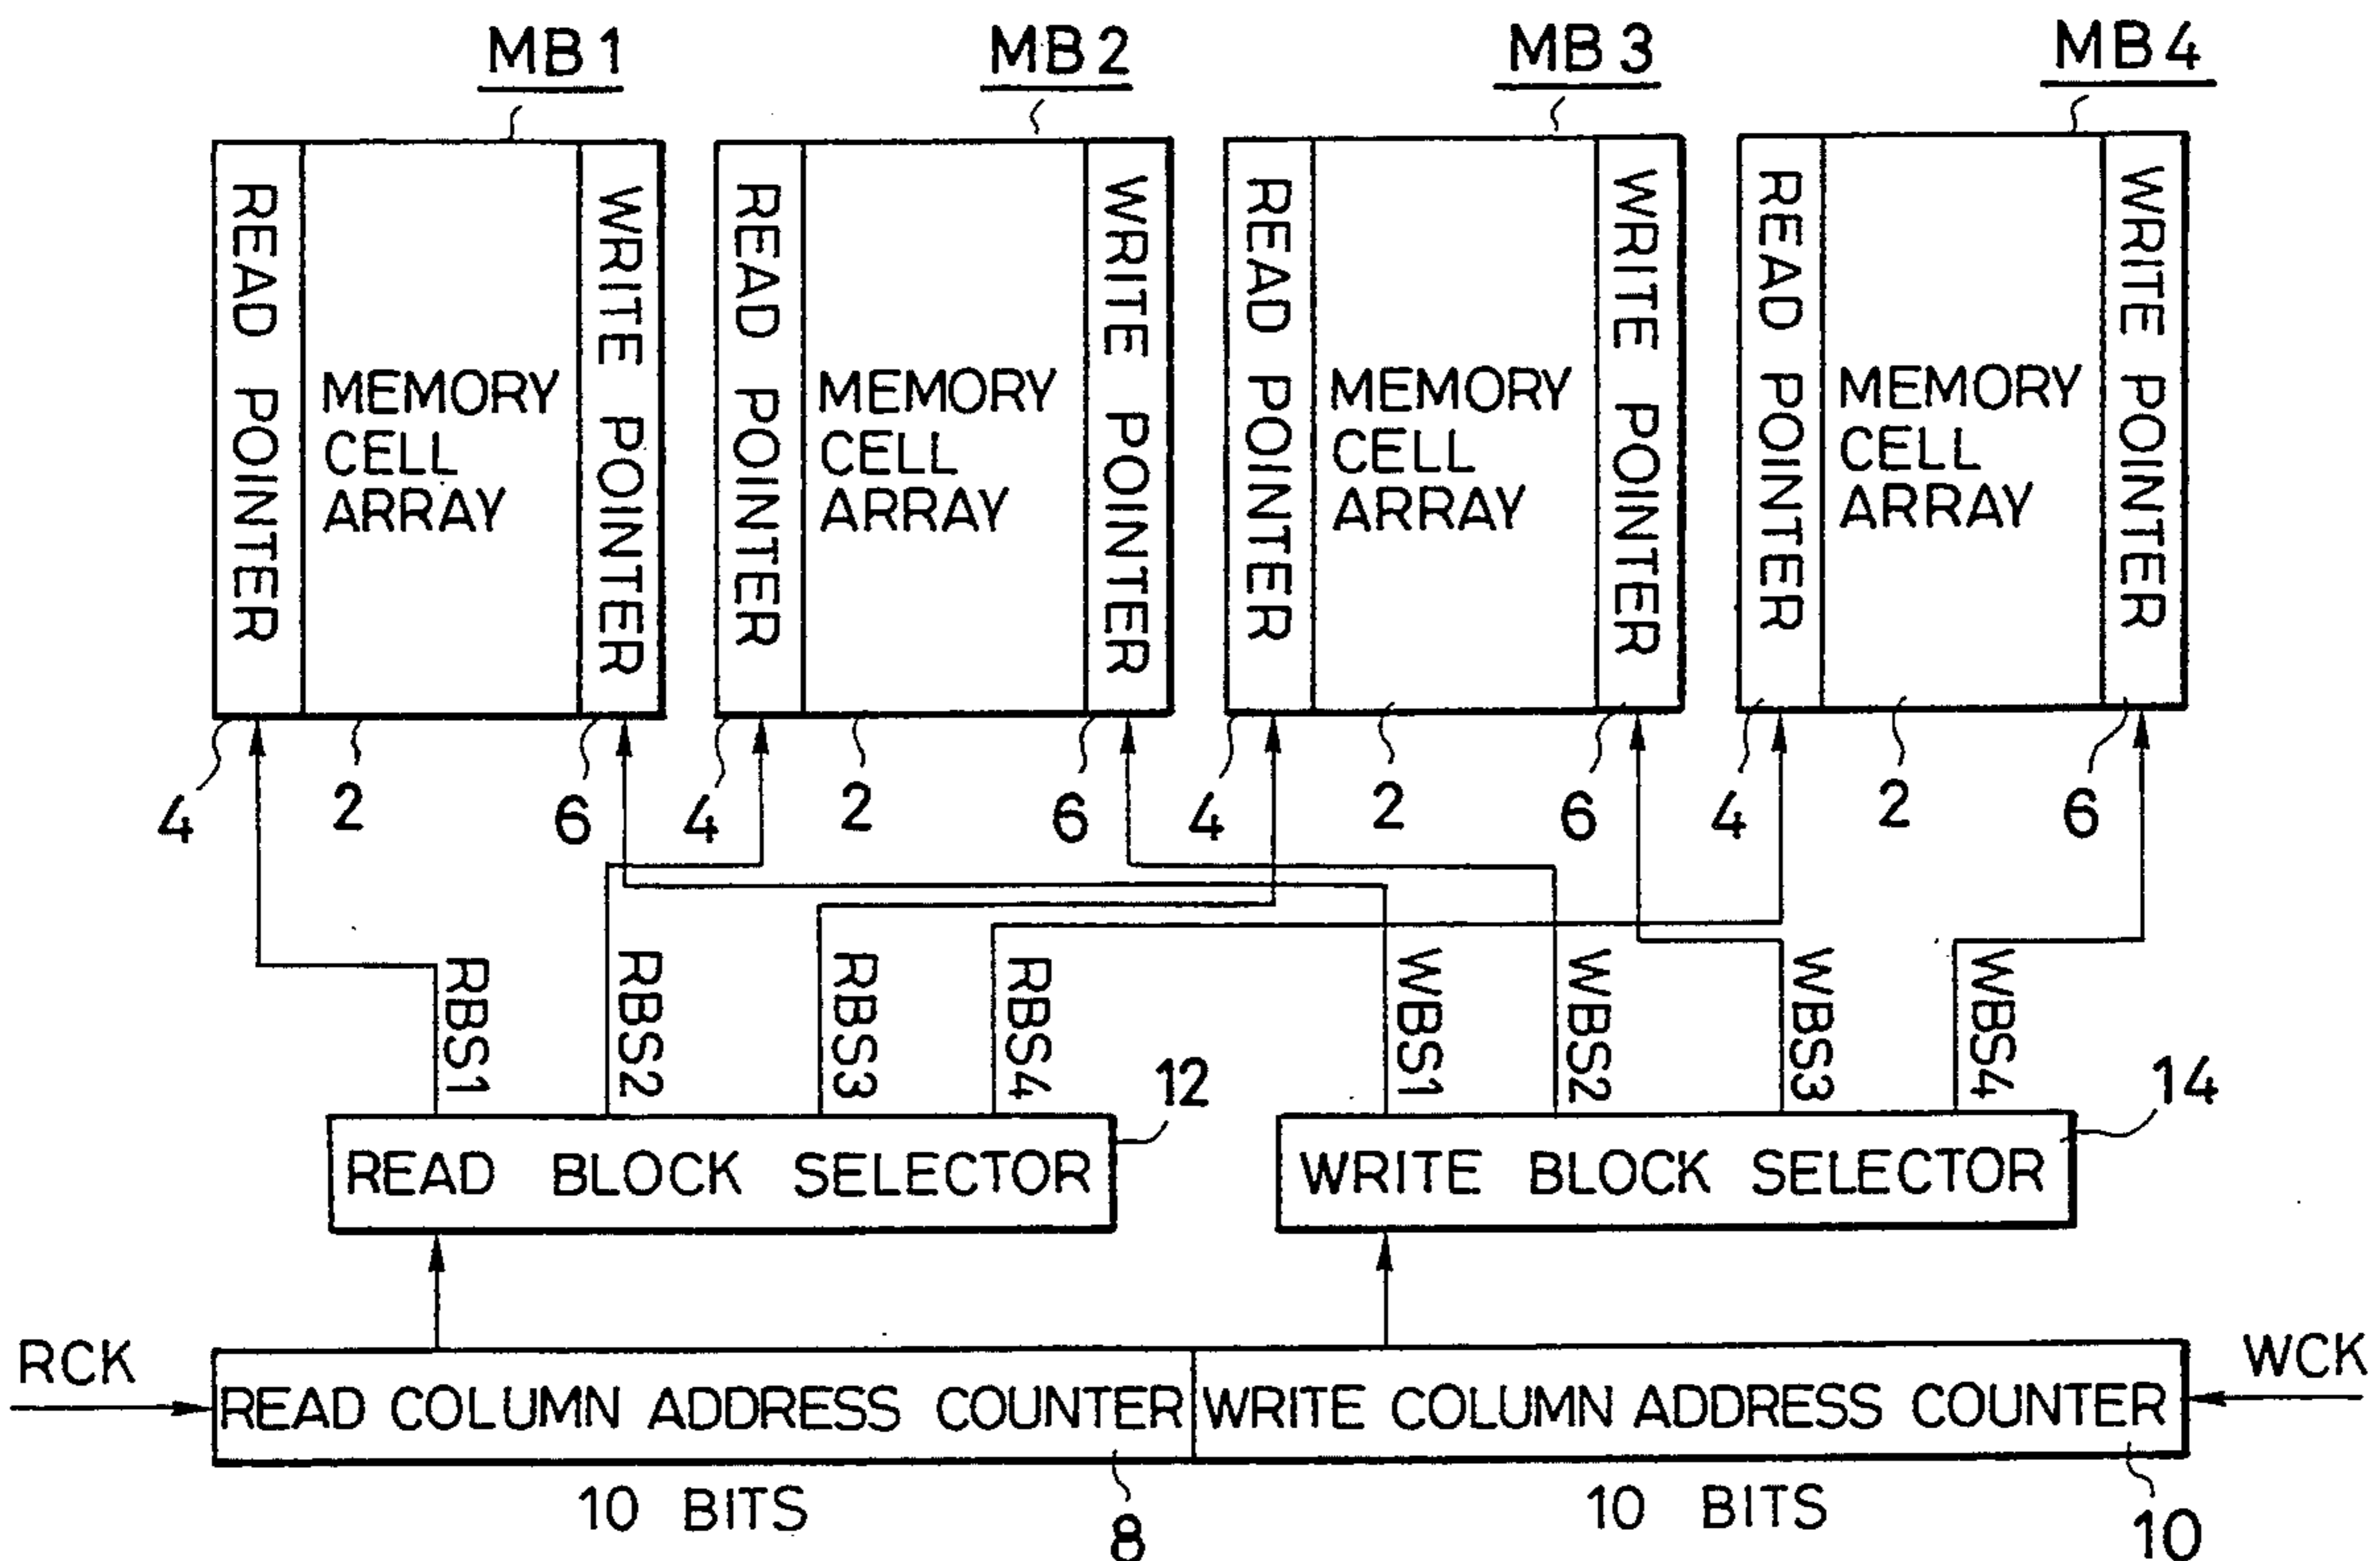 MB1
MB2
MB3
MB4
READ POINTER
MEMORY
CELL
ARRAY
WRITE POINTER
READ POINTER
MEMORY
CELL
ARRAY
WRITE POINTER
READ POINTER
MEMORY
CELL
ARRAY
WRITE POINTER
READ POINTER
MEMORY
CELL
ARRAY
WRITE POINTER
4
2
6
4
2
6
4
2
6
4
2
6
RBS1
RBS2
RBS3
RBS4
WBS1
WBS2
WBS3
WBS4
12
14
READ BLOCK SELECTOR
WRITE BLOCK SELECTOR
RCK
READ COLUMN ADDRESS COUNTER
WRITE COLUMN ADDRESS COUNTER
WCK
10 BITS
8
10 BITS
10